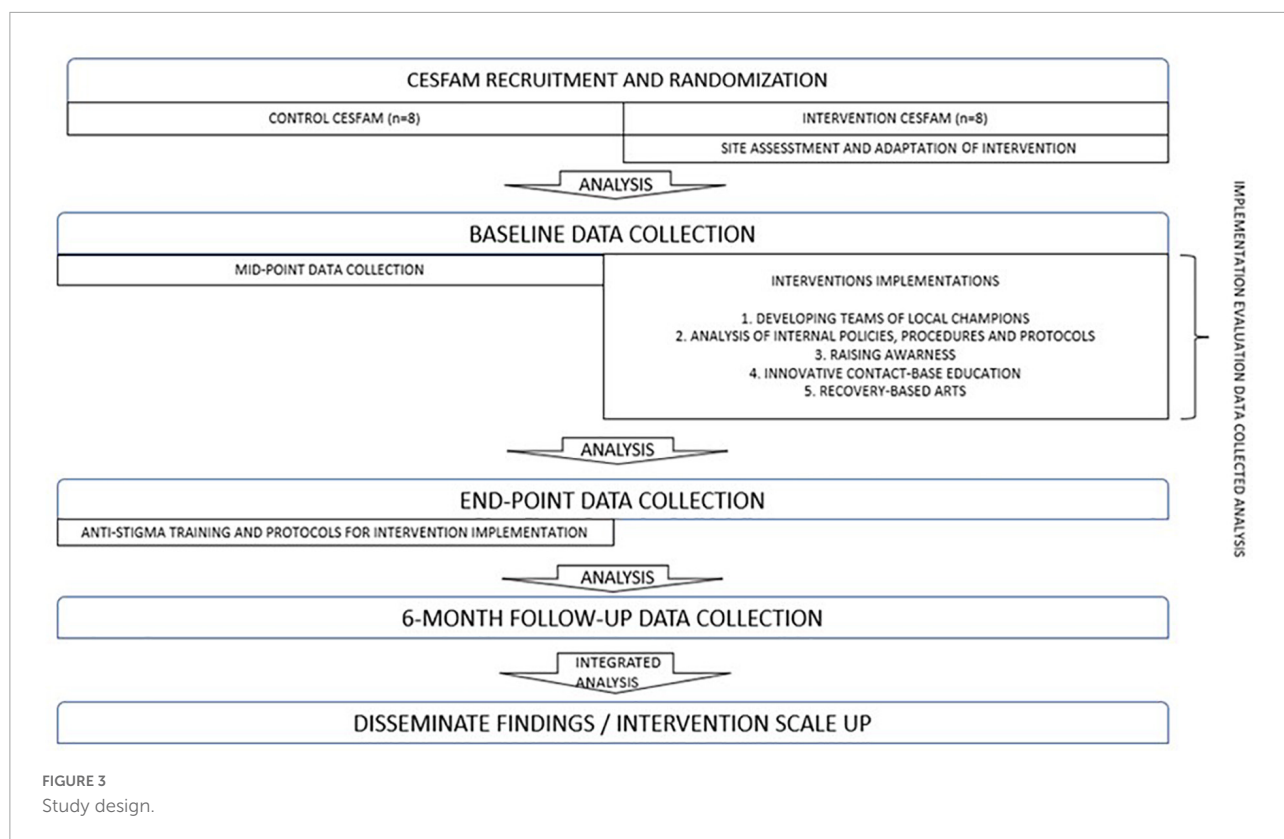 CESFAM RECRUITMENT AND RANDOMIZATION
CONTROL CESFAM (n=8)
INTERVENTION CESFAM (n=8)
SITE ASSESSTMENT AND ADAPTATION OF INTERVENTION
ANALYSIS
BASELINE DATA COLLECTION
MID-POINT DATA COLLECTION
INTERVENTIONS IMPLEMENTATIONS
1. DEVELOPING TEAMS OF LOCAL CHAMPIONS
2. ANALYSIS OF INTERNAL POLICIES, PROCEDURES AND PROTOCOLS
3. RAISING AWARNESS
4. INNOVATIVE CONTACT-BASE EDUCATION
5. RECOVERY-BASED ARTS
IMPLEMENTATION EVALUATION DATA COLLECTED ANALYSIS
ANALYSIS
END-POINT DATA COLLECTION
ANTI-STIGMA TRAINING AND PROTOCOLS FOR INTERVENTION IMPLEMENTATION
ANALYSIS
6-MONTH FOLLOW-UP DATA COLLECTION
INTEGRATED
ANALYSIS
DISSEMINATE FINDINGS / INTERVENTION SCALE UP
FIGURE 3
Study design.